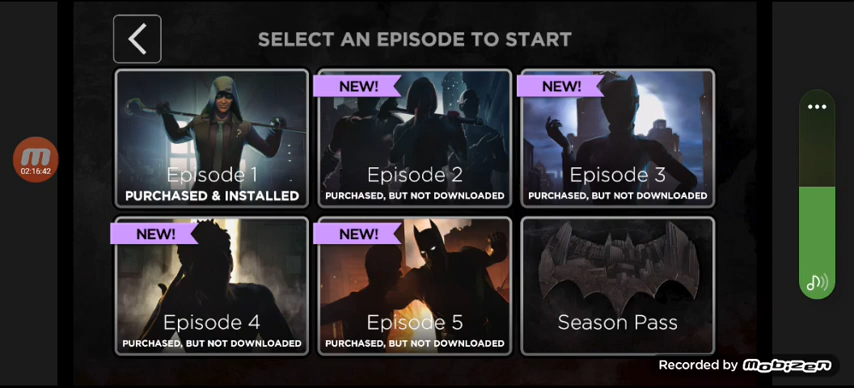 SELECT AN EPISODE TO START
NEW!
NEW!
Episode 1
Episode 2
Episode 3
PURCHASED & INSTALLED
PURCHASED, BUT NOT DOWNLOADED
PURCHASED, BUT NOT DOWNLOADED
02:16:42
NEW!
NEW!
Episode 4
Episode 5
Season Pass
PURCHASED, BUT NOT DOWNLOADED
PURCHASED, BUT NOT DOWNLOADED
Recorded by mobizen